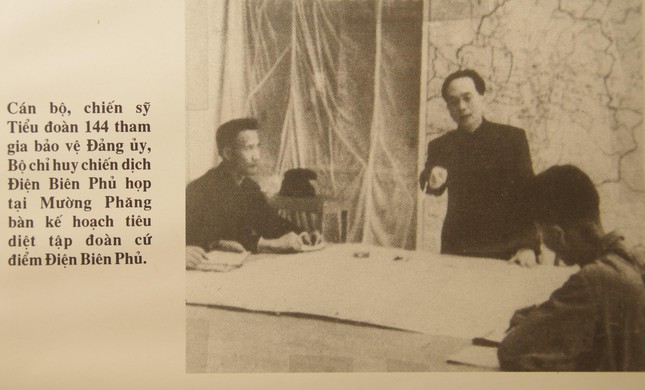 Cán bộ, chiến sỹ
Tiểu đoàn 144 tham
gia bảo vệ Đảng ủy,
Bộ chỉ huy chiến dịch
Điện Biên Phủ họp
tại Mường Phăng
bàn kế hoạch tiêu
diệt tập đoàn cứ
điểm Điện Biên Phủ.